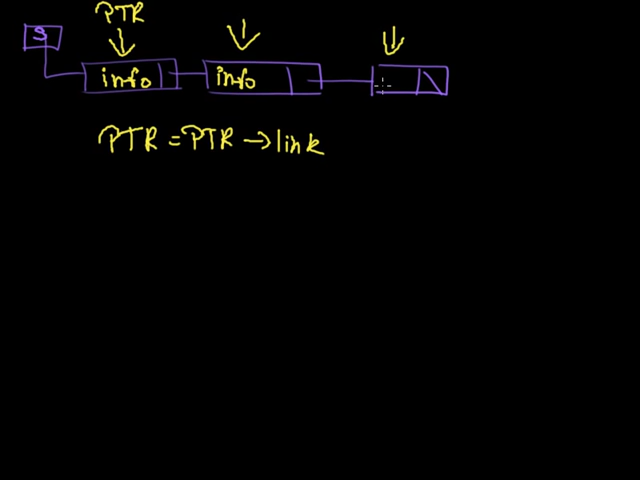 PTR
S
info info
PTR = PTR → link